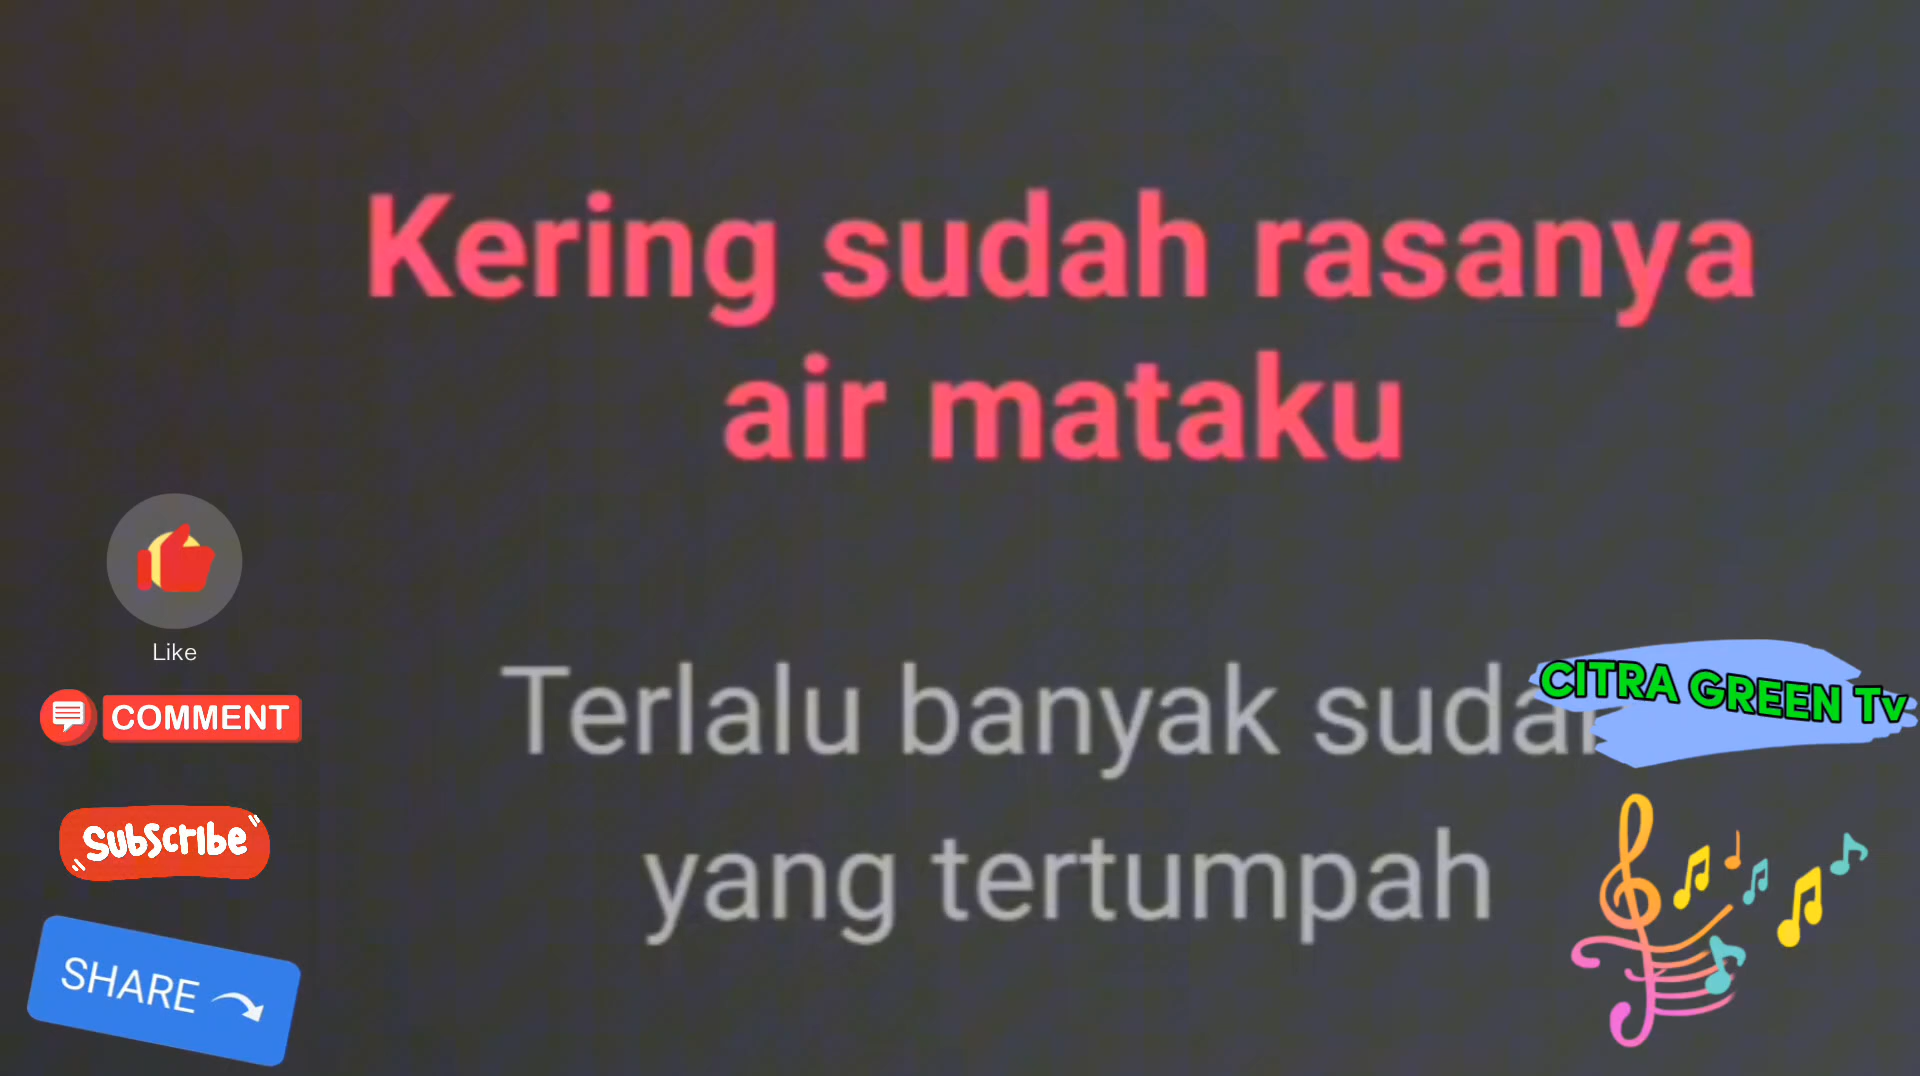 Kering sudah rasanya
air mataku
Terlalu banyak
yang tertumpah
Like
COMMENT
Subscribe
SHARE
CITRA GREEN Tv